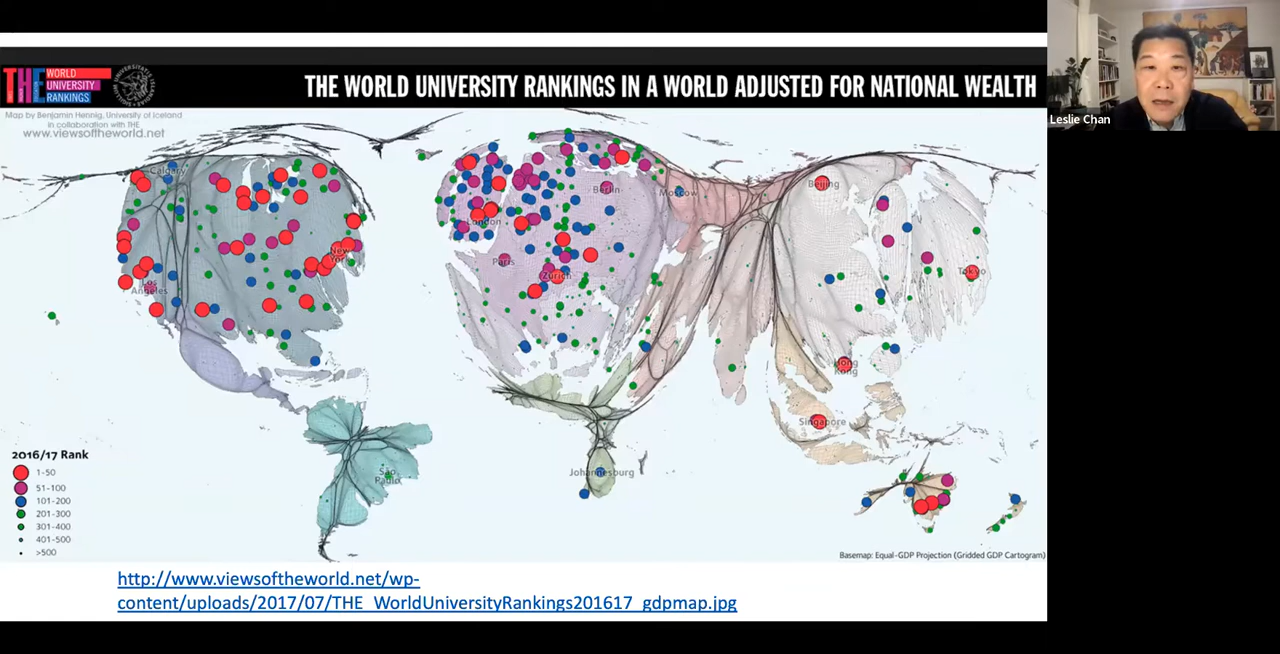 THE WORLD UNIVERSITY RANKINGS
THE WORLD UNIVERSITY RANKINGS IN A WORLD ADJUSTED FOR NATIONAL WEALTH
Map by Benjamin Hennig, University of Iceland
in collaboration with THE
www.viewsoftheworld.net
Leslie Chan
Calgary
Los Angeles
New York
São Paulo
London
Paris
Berlin
Zürich
Moscow
Johannesburg
Beijing
Tokyo
Hong Kong
Singapore
2016/17 Rank
1-50
51-100
101-200
201-300
301-400
401-500
>500
Basemap: Equal-GDP Projection (Gridded GDP Cartogram)
http://www.viewsoftheworld.net/wp-
content/uploads/2017/07/THE_WorldUniversityRankings201617_gdpmap.jpg